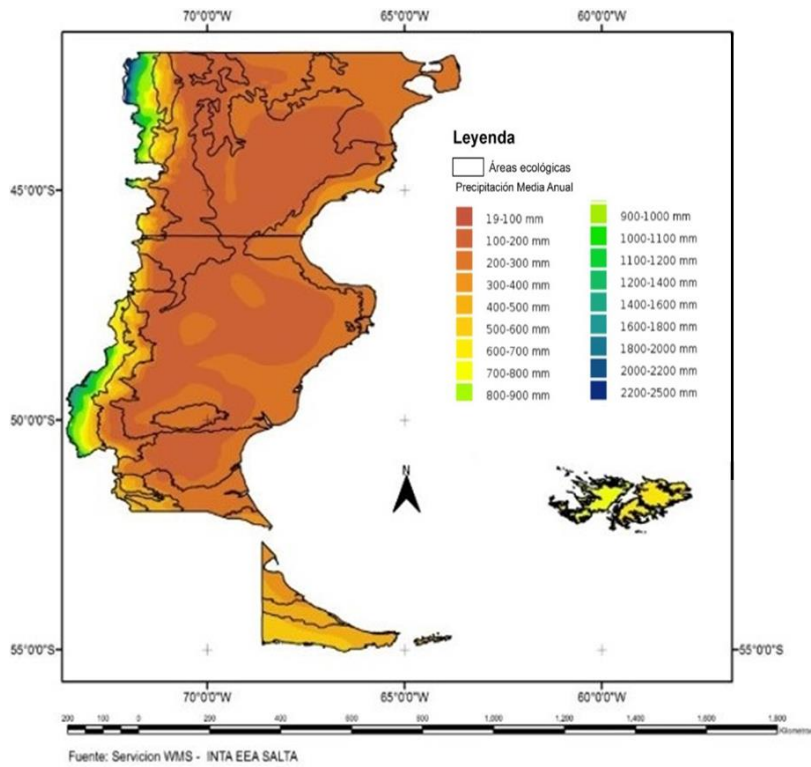 70°0'0"W 65°0'0"W 60°0'0"W
Leyenda
Áreas ecológicas
Precipitación Media Anual
19-100 mm
100-200 mm
200-300 mm
300-400 mm
400-500 mm
500-600 mm
600-700 mm
700-800 mm
800-900 mm
900-1000 mm
1000-1100 mm
1100-1200 mm
1200-1400 mm
1400-1600 mm
1600-1800 mm
1800-2000 mm
2000-2200 mm
2200-2500 mm
45°0'0"S
50°0'0"S
N
55°0'0"S 55°0'0"S
70°0'0"W 65°0'0"W 60°0'0"W
200 100 0 200 400 600 800 1,000 1,200 1,400 1,600 1,800
Fuente: Servicion WMS - INTA EEA SALTA